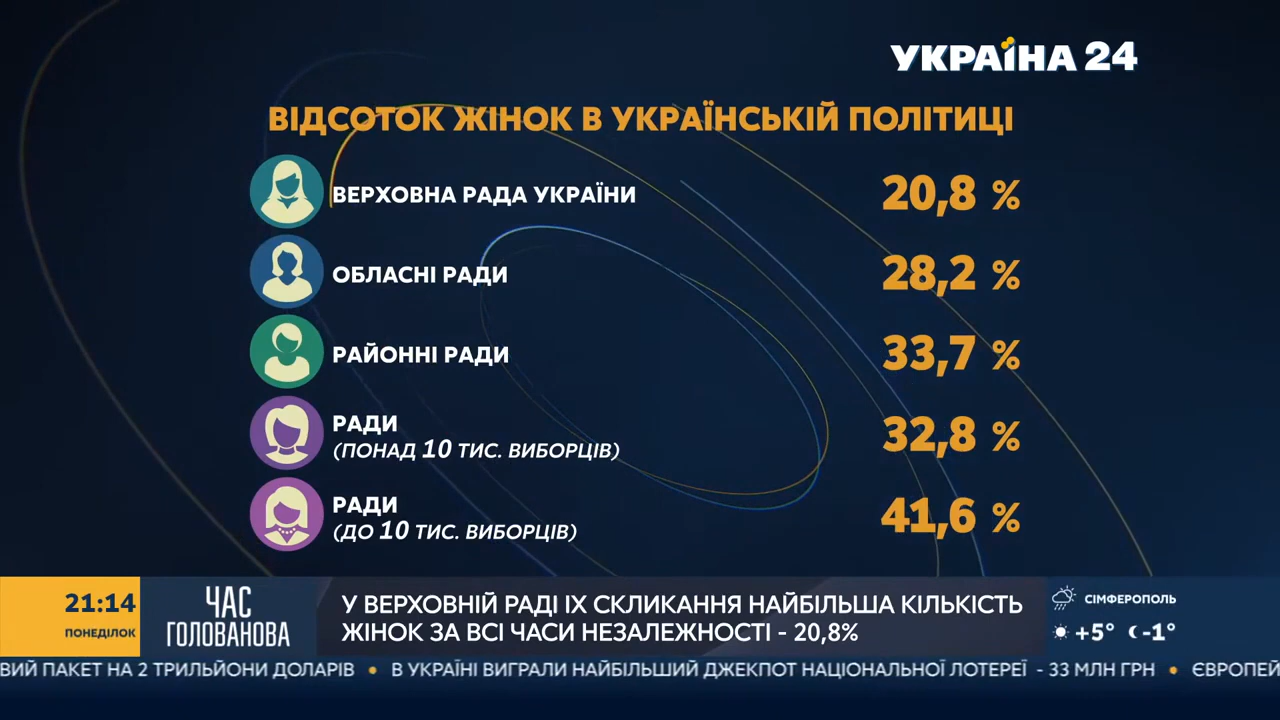 УКРАЇНА 24
ВІДСОТОК ЖІНОК В УКРАЇНСЬКІЙ ПОЛІТИЦІ
ВЕРХОВНА РАДА УКРАЇНИ 20,8 %
ОБЛАСНІ РАДИ 28,2 %
РАЙОННІ РАДИ 33,7 %
РАДИ
(ПОНАД 10 ТИС. ВИБОРЦІВ) 32,8 %
РАДИ
(ДО 10 ТИС. ВИБОРЦІВ) 41,6 %
21:14
ПОНЕДІЛОК
ЧАС
ГОЛОВАНОВА
У ВЕРХОВНІЙ РАДІ ІХ СКЛИКАННЯ НАЙБІЛЬША КІЛЬКІСТЬ
ЖІНОК ЗА ВСІ ЧАСИ НЕЗАЛЕЖНОСТІ - 20,8%
СІМФЕРОПОЛЬ
+5° -1°
ВИЙ ПАКЕТ НА 2 ТРИЛЬЙОНИ ДОЛАРІВ • В УКРАЇНІ ВИГРАЛИ НАЙБІЛЬШИЙ ДЖЕКПОТ НАЦІОНАЛЬНОЇ ЛОТЕРЕЇ - 33 МЛН ГРН • ЄВРОПЕЙ